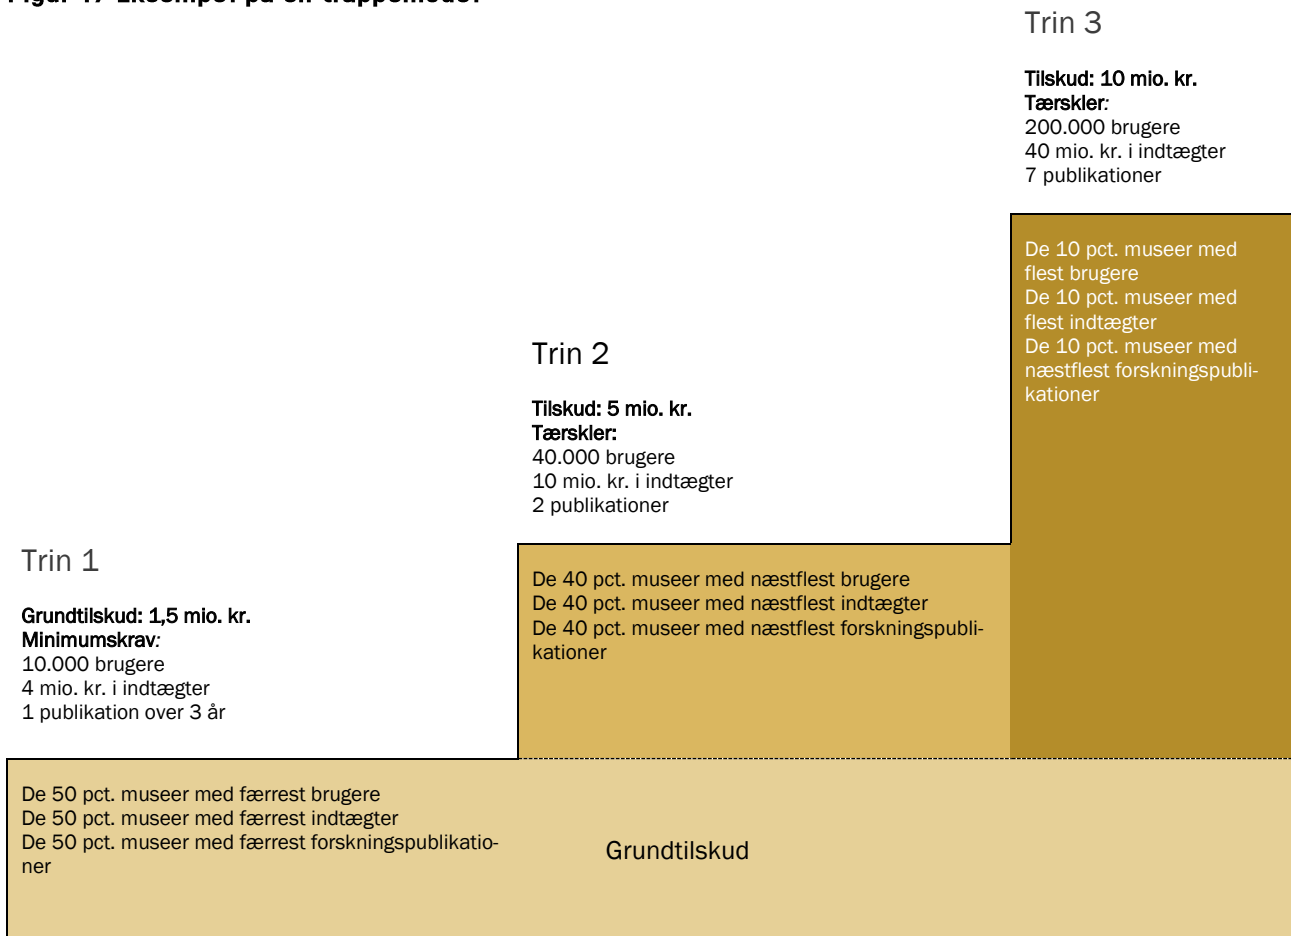 Trin 3
Tilskud: 10 mio. kr.
Tærskler:
200.000 brugere
40 mio. kr. i indtægter
7 publikationer
De 10 pct. museer med
flest brugere
De 10 pct. museer med
flest indtægter
De 10 pct. museer med
næstflest forskningspubli-
kationer
Trin 2
Tilskud: 5 mio. kr.
Tærskler:
40.000 brugere
10 mio. kr. i indtægter
2 publikationer
De 40 pct. museer med næstflest brugere
De 40 pct. museer med næstflest indtægter
De 40 pct. museer med næstflest forskningspubli-
kationer
Trin 1
Grundtilskud: 1,5 mio. kr.
Minimumskrav:
10.000 brugere
4 mio. kr. i indtægter
1 publikation over 3 år
De 50 pct. museer med færrest brugere
De 50 pct. museer med færrest indtægter
De 50 pct. museer med færrest forskningspublikatio-
ner
Grundtilskud